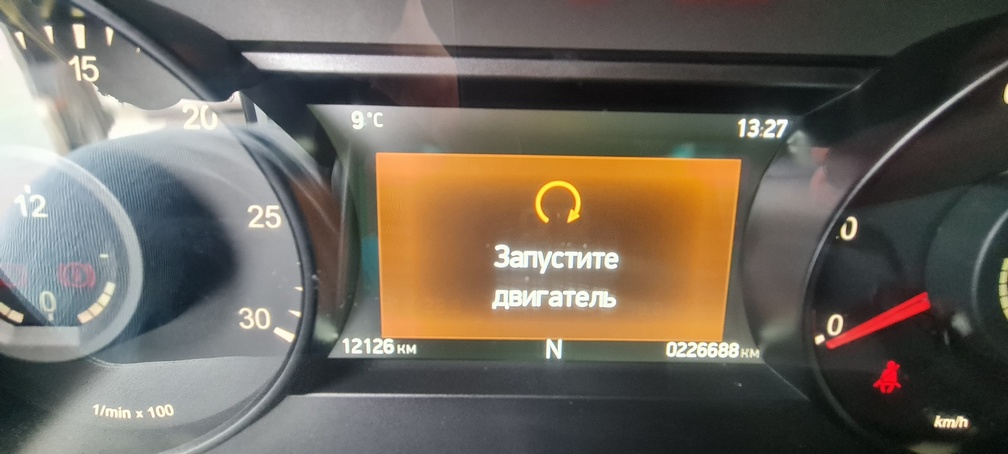 15
20
25
30
12
0
1/min x 100
9°C
13:27
Запустите
двигатель
12126 км
N
0226688 км
0
km/h